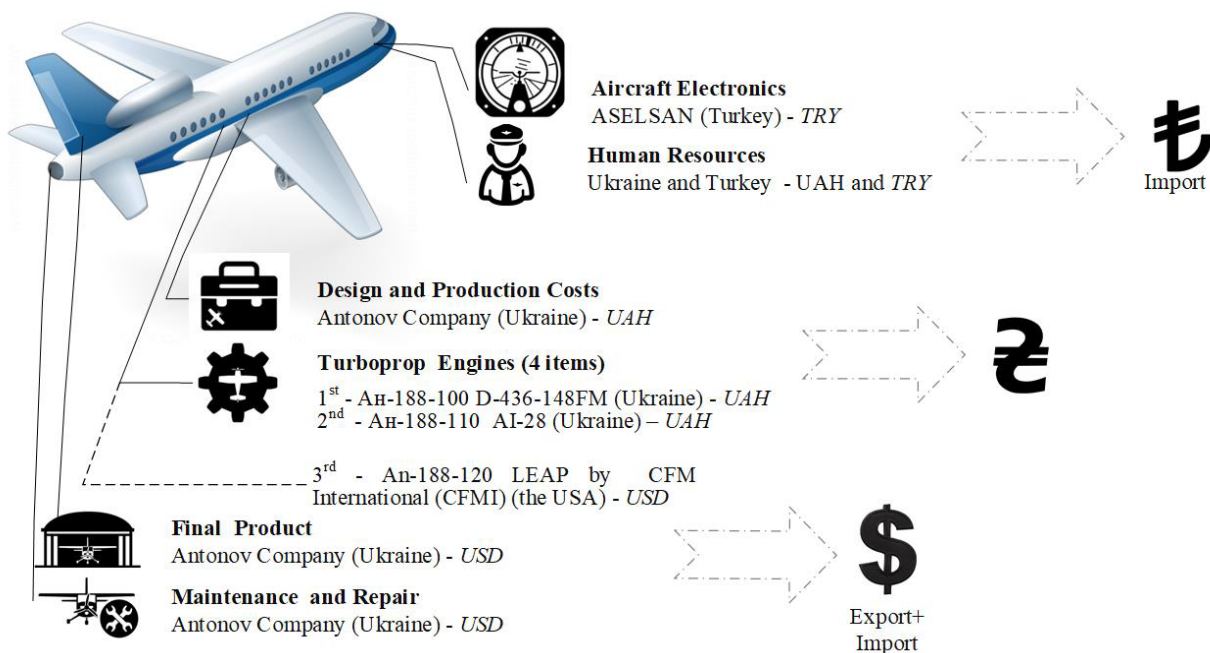 Aircraft Electronics
ASELSAN (Turkey) - TRY
Human Resources
Ukraine and Turkey - UAH and TRY
₺
Import
Design and Production Costs
Antonov Company (Ukraine) - UAH
Turboprop Engines (4 items)
1st - Ан-188-100 D-436-148FM (Ukraine) - UAH
2nd - Ан-188-110 AI-28 (Ukraine) – UAH
₴
3rd - An-188-120 LEAP by CFM
International (CFMI) (the USA) - USD
Final Product
Antonov Company (Ukraine) - USD
Maintenance and Repair
Antonov Company (Ukraine) - USD
$
Export+
Import